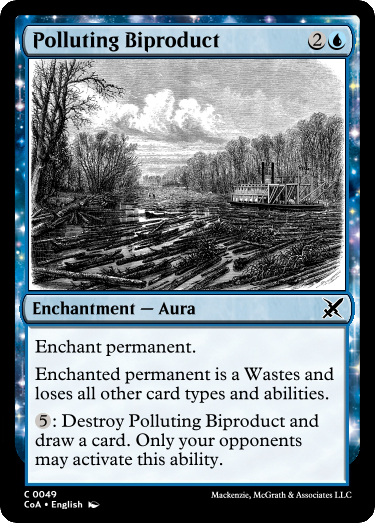 Polluting Biproduct 2
Enchantment — Aura
Enchant permanent.
Enchanted permanent is a Wastes and
loses all other card types and abilities.
5: Destroy Polluting Biproduct and
draw a card. Only your opponents
may activate this ability.
C 0049
CoA • English
Mackenzie, McGrath & Associates LLC